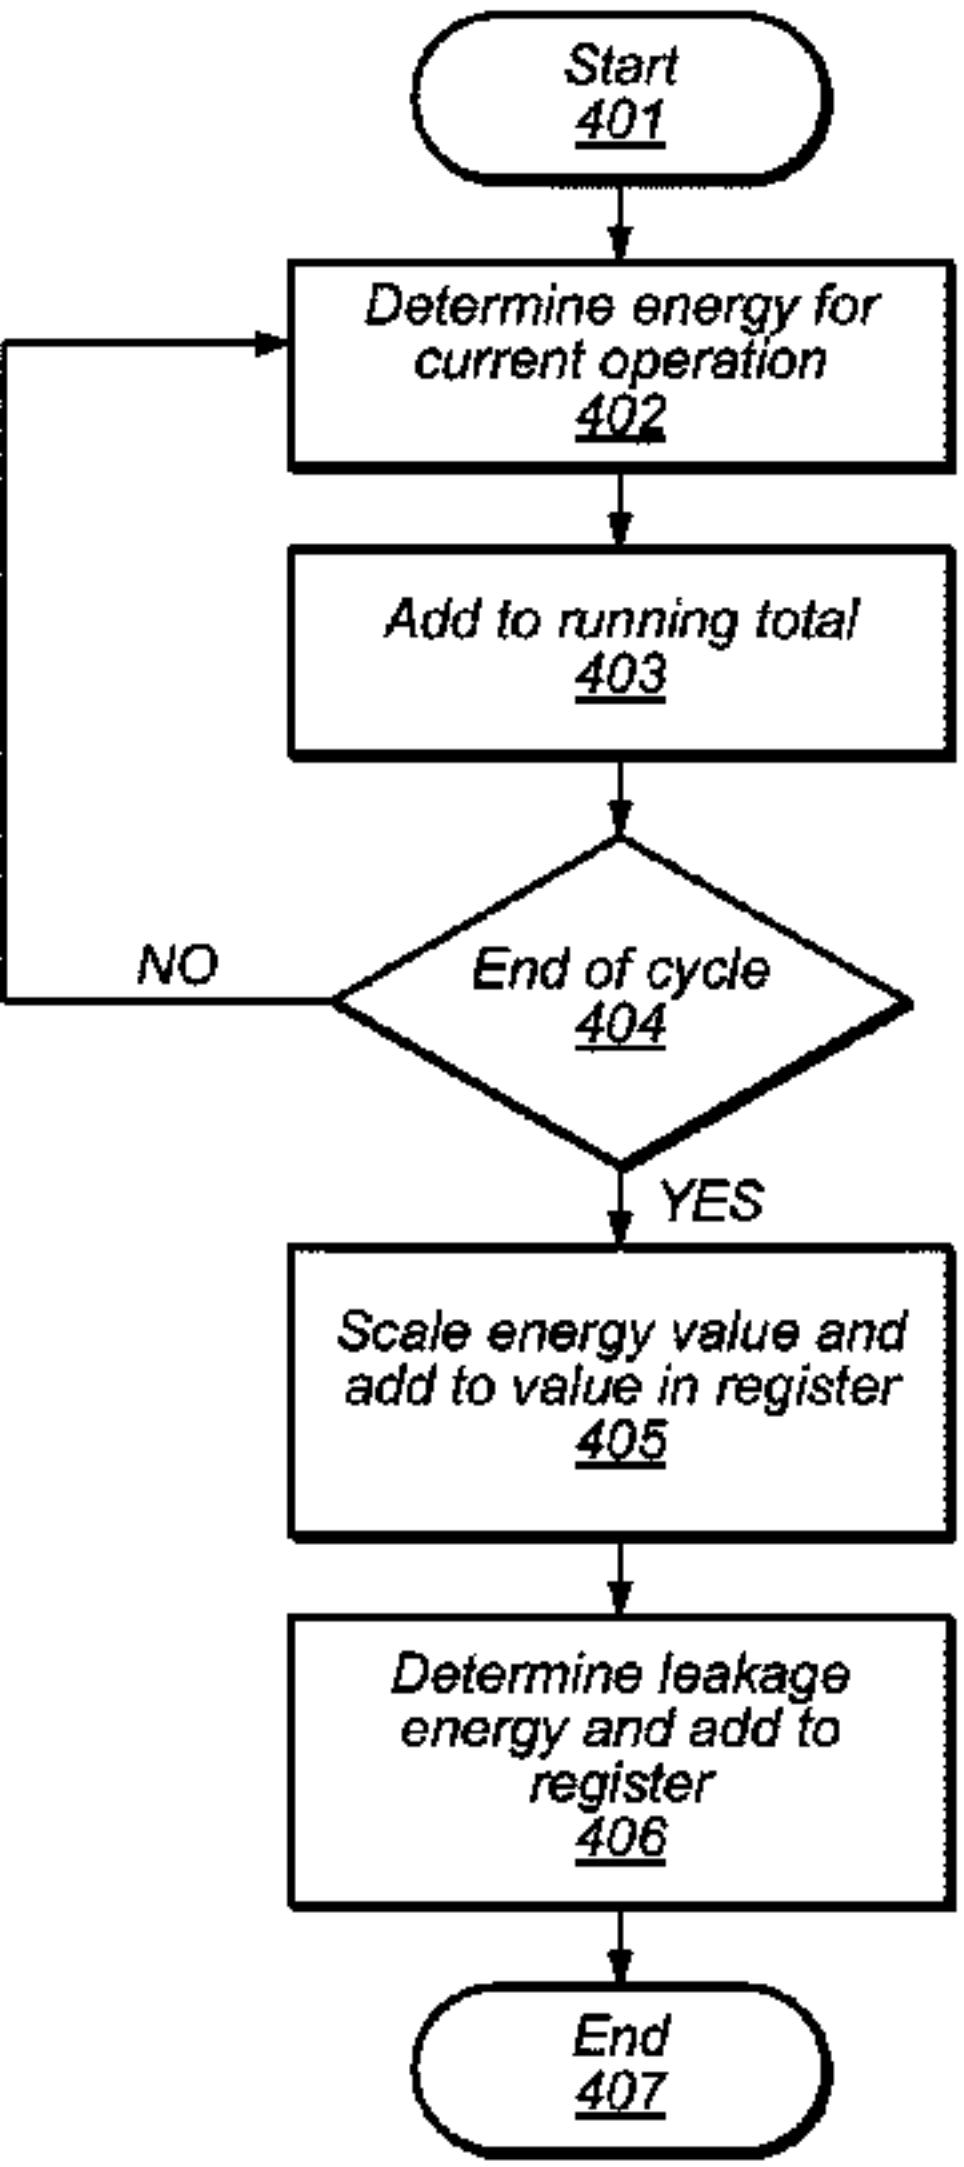 Start
401
Determine energy for
current operation
402
Add to running total
403
End of cycle
404
NO
YES
Scale energy value and
add to value in register
405
Determine leakage
energy and add to
register
406
End
407